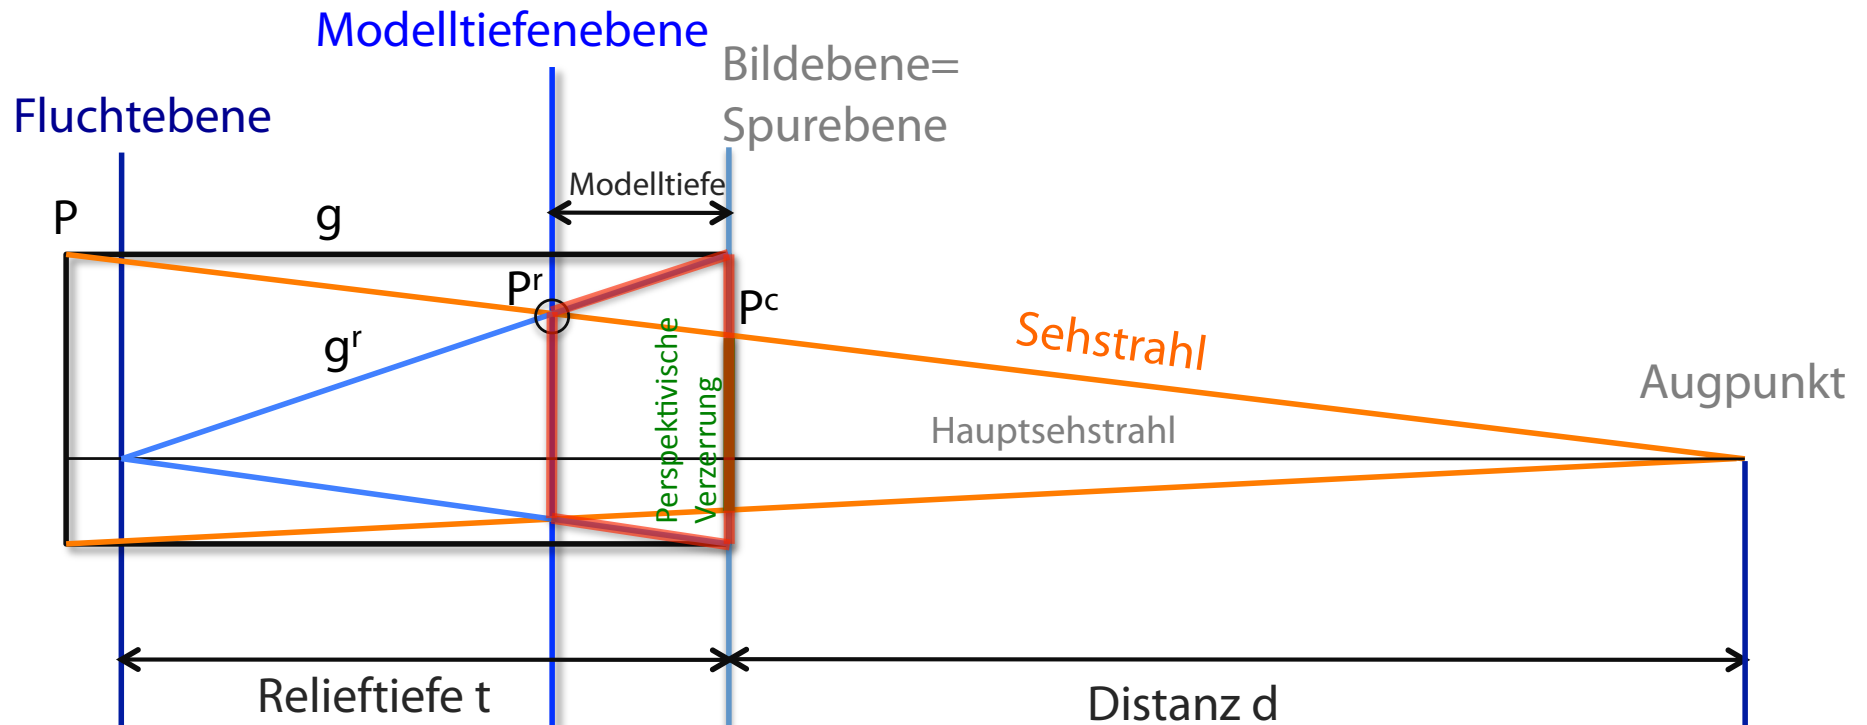 Modelltiefenebene
Bildebene=
Spurebene
Fluchtebene
Modelltiefe
P
g
Pʳ
Pᶜ
gʳ
Perspektivische
Verzerrung
Sehstrahl
Augpunkt
Hauptsehstrahl
Relieftiefe t
Distanz d